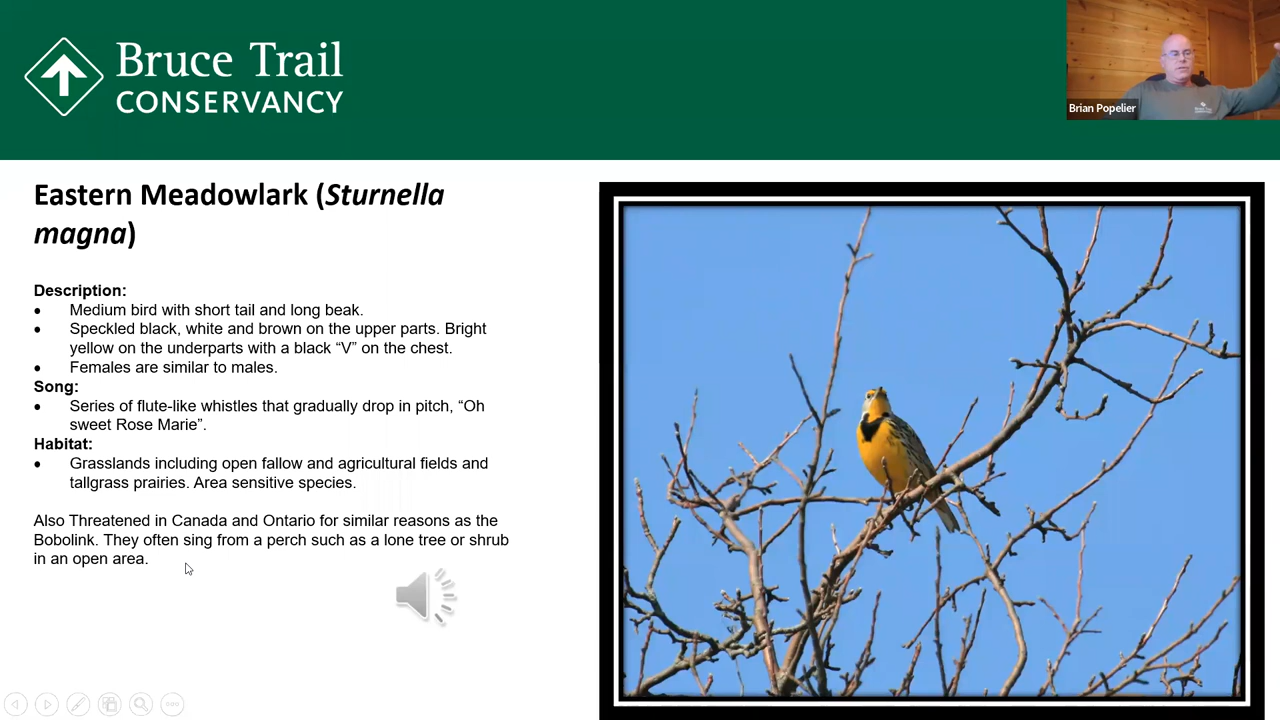 Bruce Trail
CONSERVANCY
Brian Popelier
Eastern Meadowlark (Sturnella
magna)
Description:
• Medium bird with short tail and long beak.
• Speckled black, white and brown on the upper parts. Bright
yellow on the underparts with a black “V” on the chest.
• Females are similar to males.
Song:
• Series of flute-like whistles that gradually drop in pitch, “Oh
sweet Rose Marie”.
Habitat:
• Grasslands including open fallow and agricultural fields and
tallgrass prairies. Area sensitive species.
Also Threatened in Canada and Ontario for similar reasons as the
Bobolink. They often sing from a perch such as a lone tree or shrub
in an open area.